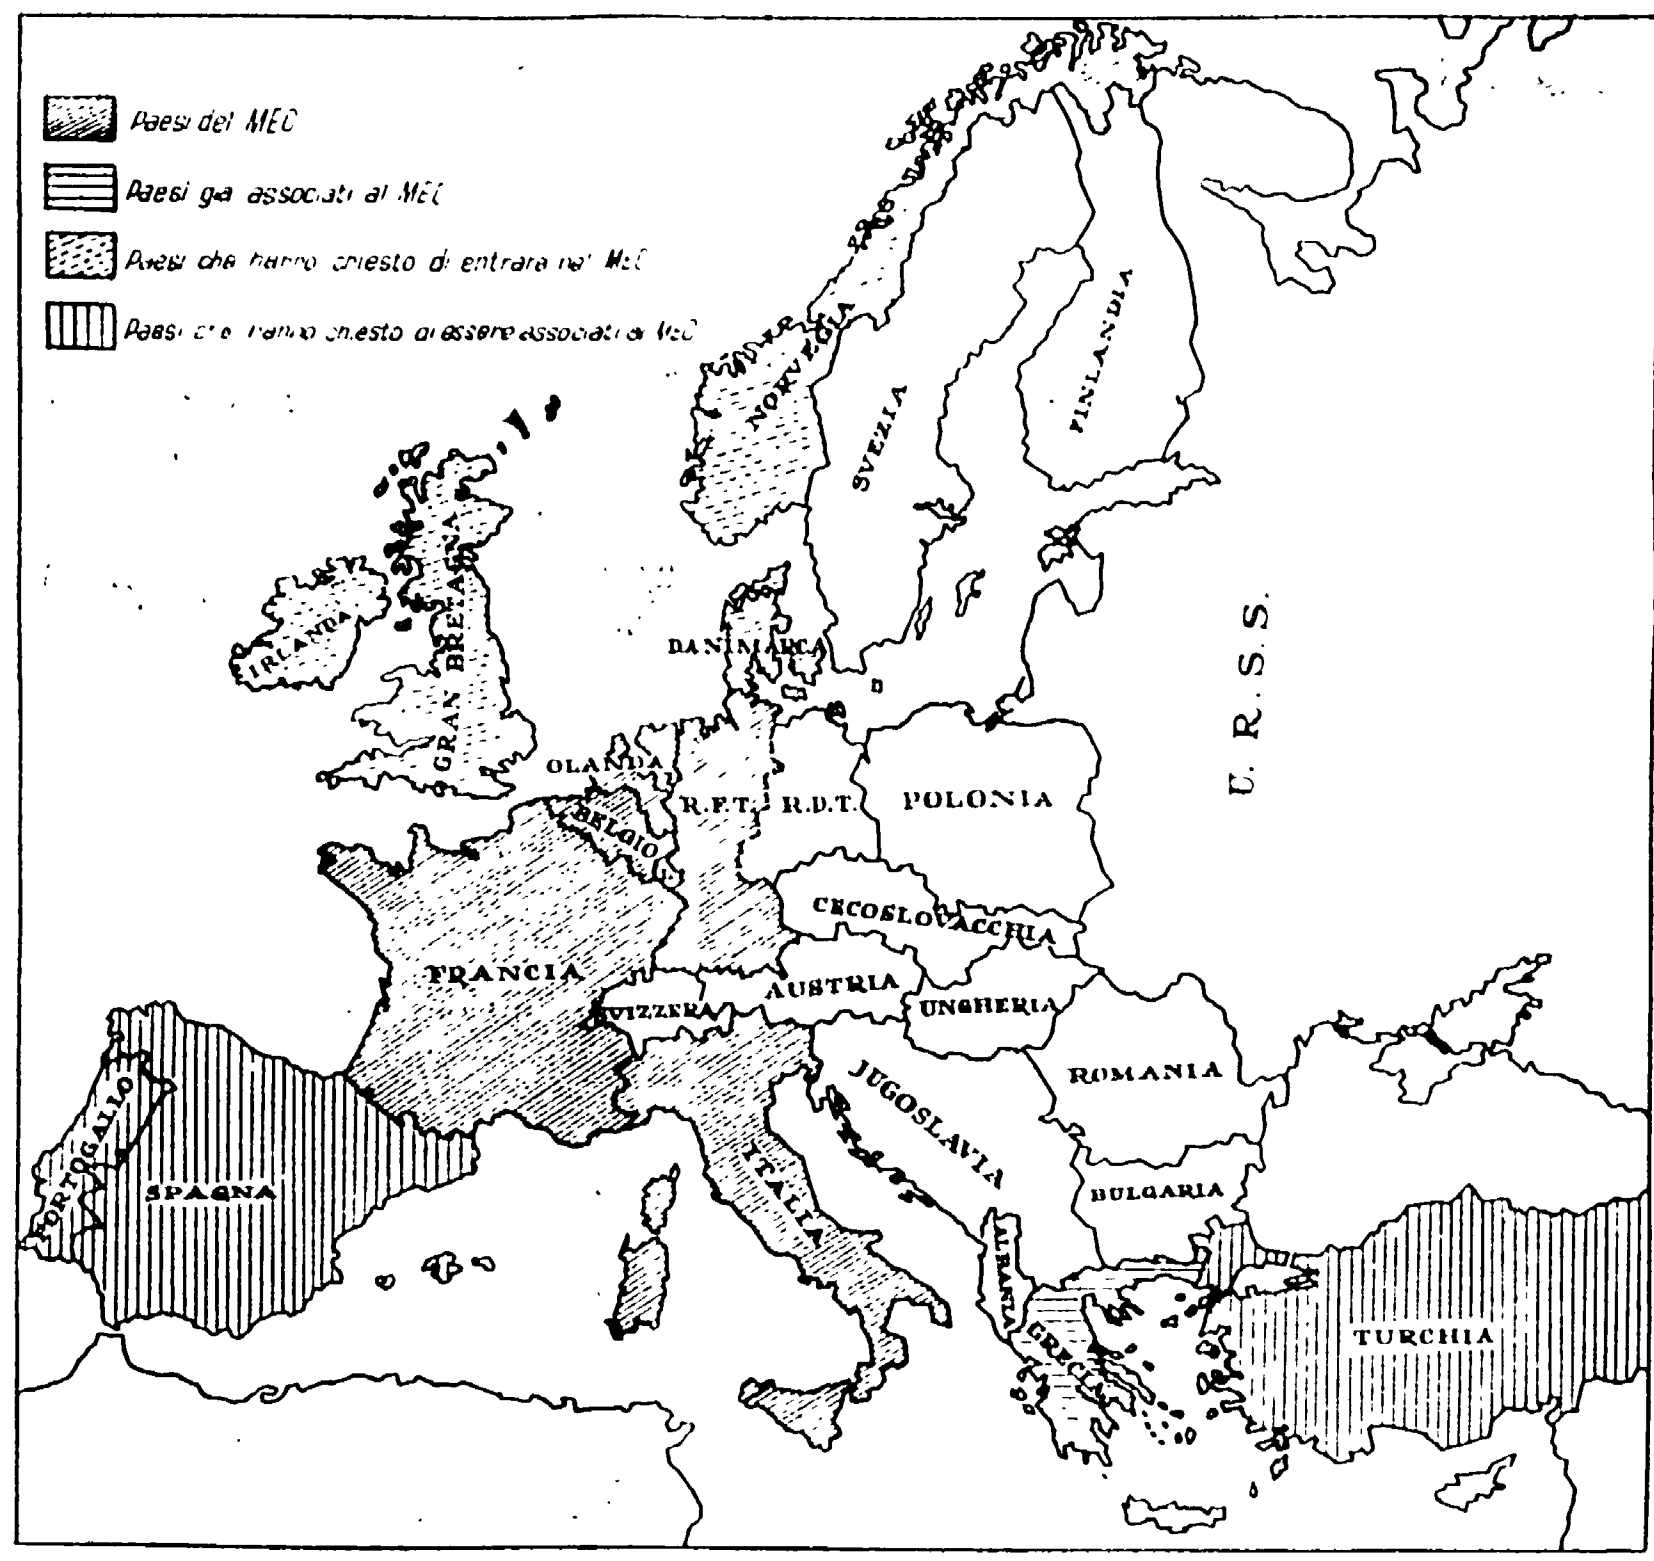 Paesi del MEC
Paesi già associati al MEC
Paesi che hanno chiesto di entrare nel MEC
Paesi che hanno chiesto di essere associati al MEC
NORVEGIA
SVEZIA
FINLANDIA
GRAN BRETAGNA
IRLANDA
DANIMARCA
U. R. S. S.
OLANDA
BELGIO
L.
R.F.T.
R.D.T.
POLONIA
CECOSLOVACCHIA
FRANCIA
SVIZZERA
AUSTRIA
UNGHERIA
ROMANIA
JUGOSLAVIA
PORTOGALLO
SPAGNA
ITALIA
BULGARIA
ALBANIA
GRECIA
TURCHIA